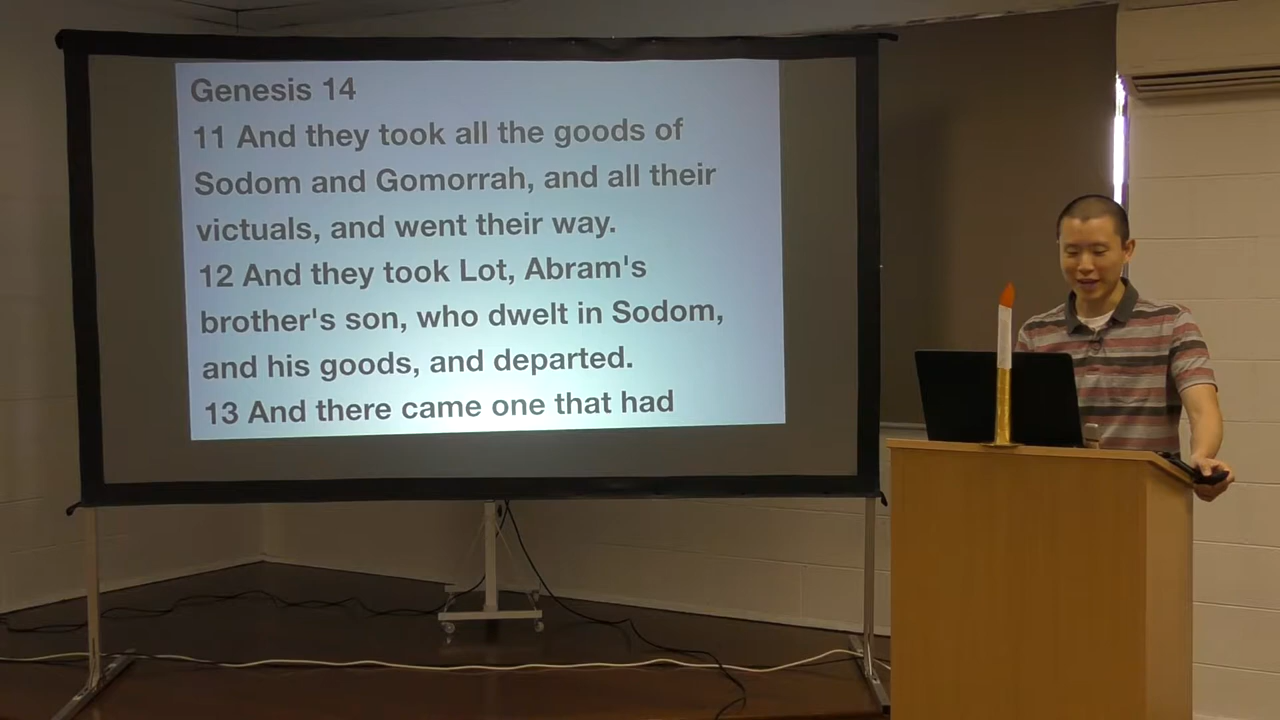 Genesis 14
11 And they took all the goods of
Sodom and Gomorrah, and all their
victuals, and went their way.
12 And they took Lot, Abram's
brother's son, who dwelt in Sodom,
and his goods, and departed.
13 And there came one that had